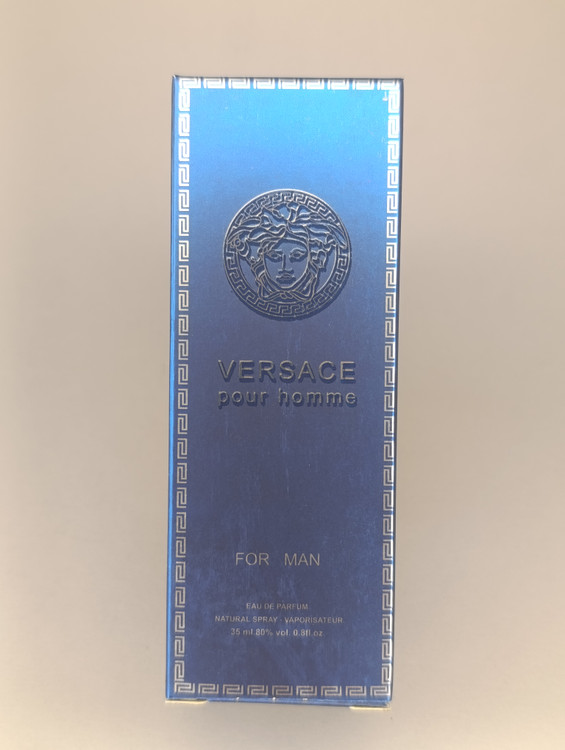 VERSACE
pour homme
FOR MAN
EAU DE PARFUM
NATURAL SPRAY - VAPORISATEUR
35 ml 80% vol. 0.8fl.oz